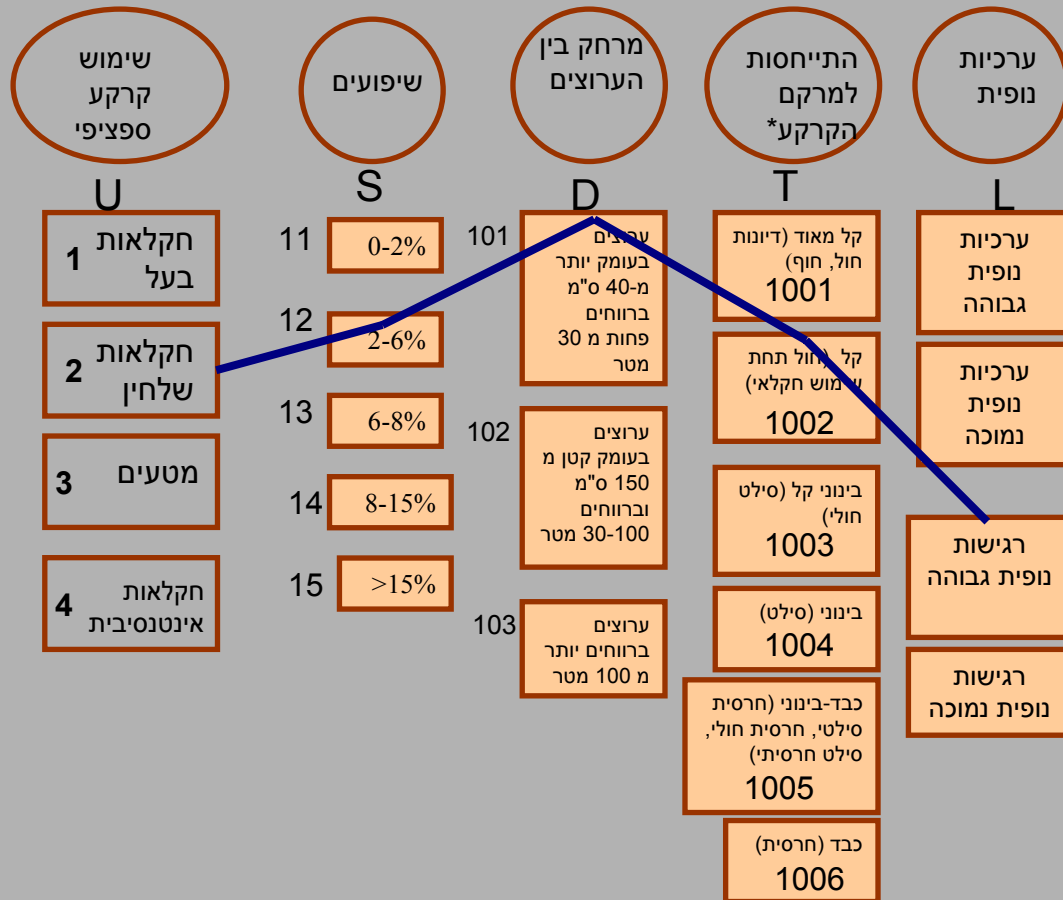 שימוש
קרקע
ספציפי
U
1
חקלאות
בעל
2
חקלאות
שלחין
3
מטעים
4
חקלאות
אינטנסיבית
שיפועים
S
11
0-2%
12
2-6%
13
6-8%
14
8-15%
15
>15%
מרחק בין
הערוצים
D
101
ערוצים
בעומק יותר
מ-40 ס"מ
ברווחים
פחות מ 30
מטר
102
ערוצים
בעומק קטן מ
150 ס"מ
וברווחים
30-100 מטר
103
ערוצים
ברווחים יותר
מ 100 מטר
התייחסות
למרקם
הקרקע*
T
קל מאוד (דיונות
חול, חוף)
1001
קל (חול תחת
שימוש חקלאי)
1002
בינוני קל (סילט
חולי)
1003
בינוני (סילט)
1004
כבד-בינוני (חרסית
סילטי, חרסית חולי,
סילט חרסיתי)
1005
כבד (חרסית)
1006
ערכיות
נופית
L
ערכיות
נופית
גבוהה
ערכיות
נופית
נמוכה
רגישות
נופית גבוהה
רגישות
נופית נמוכה